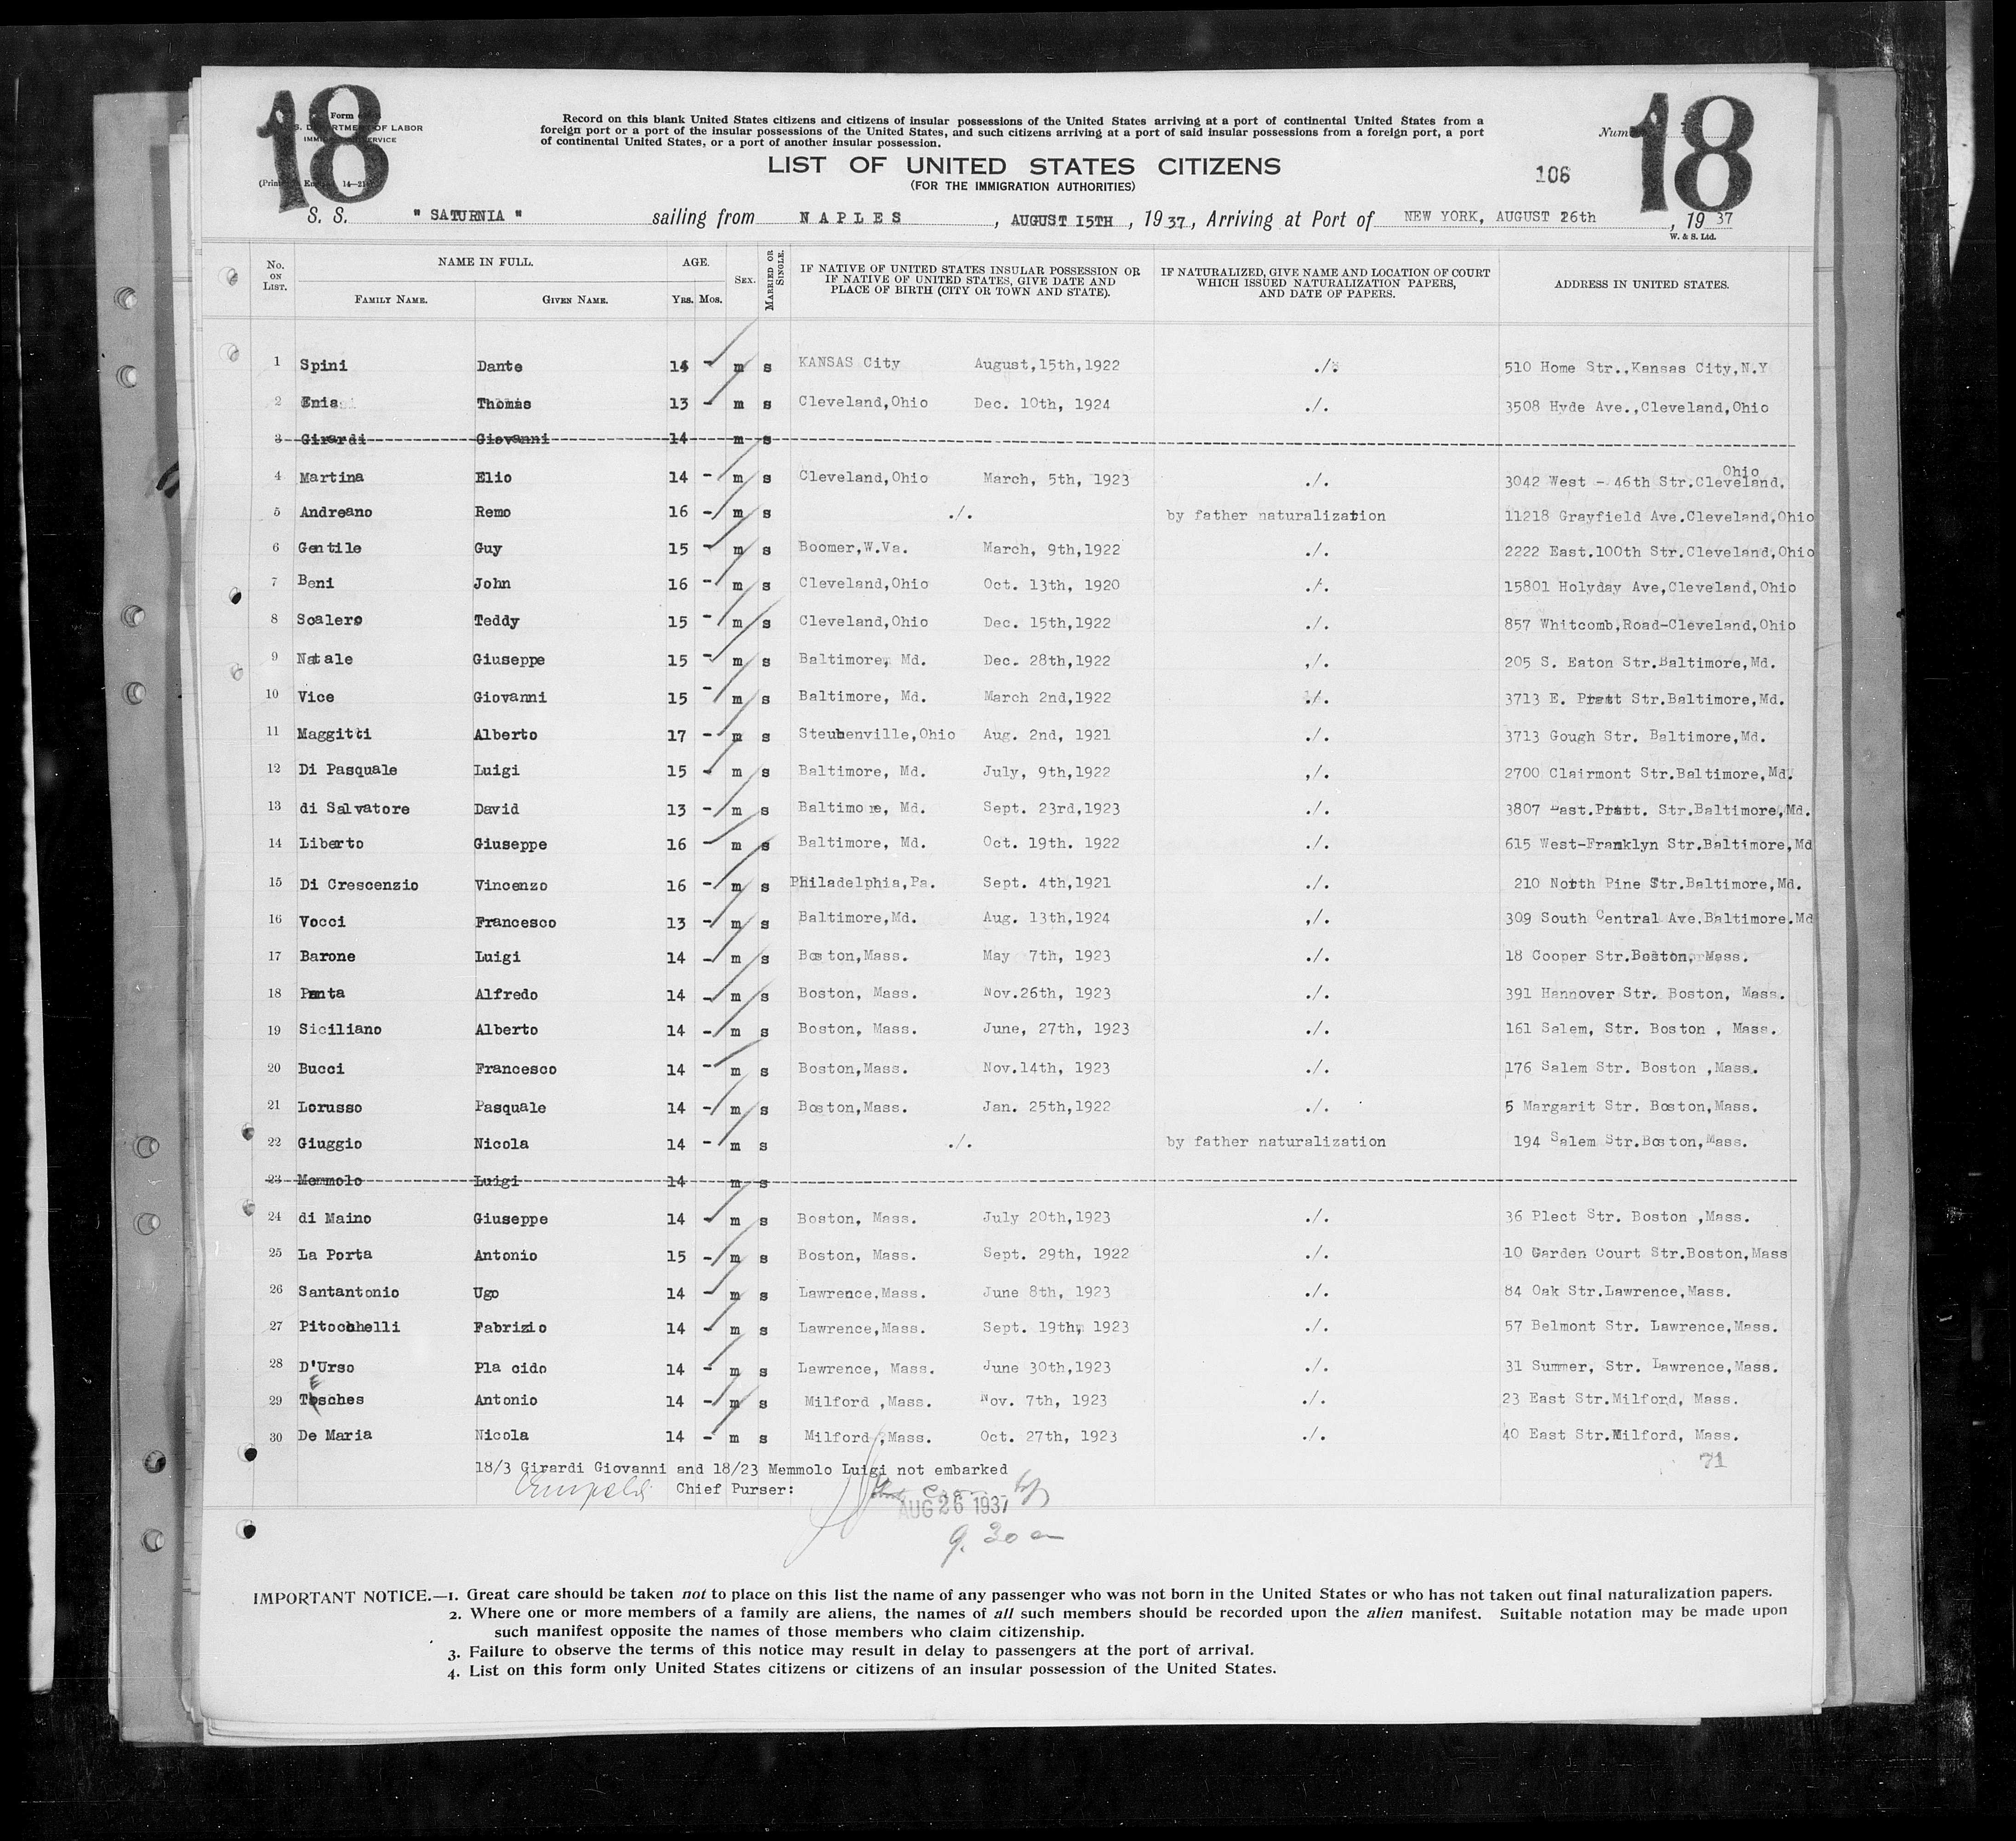 18
18
Form
S. DEPARTMENT OF LABOR
IMMIGRATION SERVICE
Record on this blank United States citizens and citizens of insular possessions of the United States arriving at a port of continental United States from a
foreign port or a port of the insular possessions of the United States, and such citizens arriving at a port of said insular possessions from a foreign port, a port
of continental United States, or a port of another insular possession.
LIST OF UNITED STATES CITIZENS
(FOR THE IMMIGRATION AUTHORITIES)
106
S. S. " SATURNIA " sailing from NAPLES, AUGUST 15TH, 1937, Arriving at Port of NEW YORK, AUGUST 26th, 1937
W. & S. Ltd.
No. ON LIST. NAME IN FULL. AGE. SEX. MARRIED OR SINGLE. IF NATIVE OF UNITED STATES INSULAR POSSESSION OR IF NATIVE OF UNITED STATES, GIVE DATE AND PLACE OF BIRTH (CITY OR TOWN AND STATE). IF NATURALIZED, GIVE NAME AND LOCATION OF COURT WHICH ISSUED NATURALIZATION PAPERS, AND DATE OF PAPERS. ADDRESS IN UNITED STATES.
FAMILY NAME. GIVEN NAME. YRS. MOS.
1 Spini Dante 14 - m s KANSAS City August,15th,1922 ./. 510 Home Str.,Kansas City,N.Y
2 Enia Thomas 13 - m s Cleveland,Ohio Dec. 10th, 1924 ./. 3508 Hyde Ave.,Cleveland,Ohio
3 Girardi Giovanni 14 m s
4 Martina Elio 14 - m s Cleveland,Ohio March, 5th, 1923 ./. 3042 West - 46th Str.Cleveland, Ohio
5 Andreano Remo 16 - m s ./. by father naturalization 11218 Grayfield Ave.Cleveland,Ohio
6 Gentile Guy 15 - m s Boomer,W.Va. March, 9th,1922 ./. 2222 East.100th Str.Cleveland,Ohio
7 Beni John 16 - m s Cleveland,Ohio Oct. 13th, 1920 ./. 15801 Holyday Ave,Cleveland,Ohio
8 Scalero Teddy 15 - m s Cleveland,Ohio Dec. 15th,1922 ./. 857 Whitcomb,Road-Cleveland,Ohio
9 Natale Giuseppe 15 - m s Baltimore, Md. Dec. 28th,1922 ,/. 205 S. Eaton Str.Baltimore,Md.
10 Vice Giovanni 15 - m s Baltimore, Md. March 2nd,1922 ./. 3713 E. Pratt Str.Baltimore,Md.
11 Maggitti Alberto 17 - m s Steubenville,Ohio Aug. 2nd, 1921 ./. 3713 Gough Str. Baltimore,Md.
12 Di Pasquale Luigi 15 - m s Baltimore, Md. July, 9th,1922 ,/. 2700 Clairmont Str.Baltimore,Md.
13 di Salvatore David 13 - m s Baltimore, Md. Sept. 23rd,1923 ./. 3807 East.Pratt. Str.Baltimore,Md.
14 Liberto Giuseppe 16 - m s Baltimore, Md. Oct. 19th. 1922 ./. 615 West-Franklyn Str.Baltimore,Md
15 Di Crescenzio Vincenzo 16 - m s Philadelphia,Pa. Sept. 4th,1921 ./. 210 North Pine Str.Baltimore,Md.
16 Vocci Francesco 13 - m s Baltimore,Md. Aug. 13th,1924 ,/. 309 South Central Ave.Baltimore.Md
17 Barone Luigi 14 - m s Boston,Mass. May 7th, 1923 ./. 18 Cooper Str.Boston, Mass.
18 Panta Alfredo 14 - m s Boston, Mass. Nov.26th, 1923 ./. 391 Hannover Str. Boston, Mass.
19 Siciliano Alberto 14 - m s Boston, Mass. June, 27th, 1923 ./. 161 Salem, Str. Boston , Mass.
20 Bucci Francesco 14 - m s Boston,Mass. Nov.14th, 1923 ./. 176 Salem Str. Boston ,Mass.
21 Lorusso Pasquale 14 - m s Boston,Mass. Jan. 25th,1922 ./. 5 Margarit Str. Boston,Mass.
22 Giuggio Nicola 14 - m s ./. by father naturalization 194 Salem Str.Boston,Mass.
23 Memmolo Luigi 14 m s
24 di Maino Giuseppe 14 - m s Boston, Mass. July 20th,1923 ./. 36 Plect Str. Boston ,Mass.
25 La Porta Antonio 15 - m s Boston, Mass. Sept. 29th, 1922 ./. 10 Garden Court Str.Boston,Mass
26 Santantonio Ugo 14 - m s Lawrence,Mass. June 8th, 1923 ./. 84 Oak Str.Lawrence,Mass.
27 Pitochhelli Fabrizio 14 - m s Lawrence,Mass. Sept. 19th, 1923 ./. 57 Belmont Str. Lawrence,Mass.
28 D'Urso Placido 14 - m s Lawrence, Mass. June 30th,1923 ./. 31 Summer, Str. Lawrence,Mass.
29 TEsches Antonio 14 - m s Milford ,Mass. Nov. 7th, 1923 ./. 23 East Str.Milford, Mass.
30 De Maria Nicola 14 - m s Milford ,Mass. Oct. 27th, 1923 ./. 40 East Str.Milford, Mass.
71
18/3 Girardi Giovanni and 18/23 Memmolo Luigi not embarked
Chief Purser:
AUG 26 1937
9.30 am
IMPORTANT NOTICE.—1. Great care should be taken not to place on this list the name of any passenger who was not born in the United States or who has not taken out final naturalization papers.
2. Where one or more members of a family are aliens, the names of all such members should be recorded upon the alien manifest. Suitable notation may be made upon
such manifest opposite the names of those members who claim citizenship.
3. Failure to observe the terms of this notice may result in delay to passengers at the port of arrival.
4. List on this form only United States citizens or citizens of an insular possession of the United States.